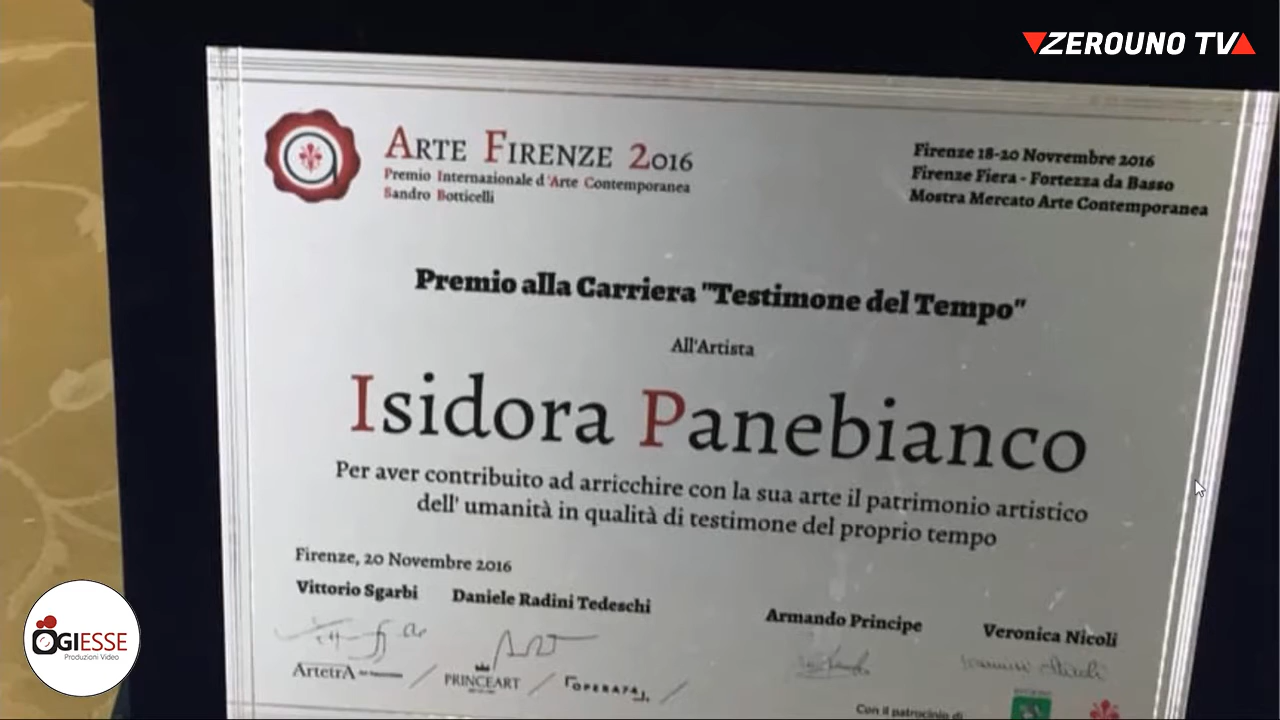 ZEROUNO TV
ARTE FIRENZE 2016
Premio Internazionale d'Arte Contemporanea
Sandro Botticelli
Firenze 18-20 Novrembre 2016
Firenze Fiera - Fortezza da Basso
Mostra Mercato Arte Contemporanea
Premio alla Carriera "Testimone del Tempo"
All'Artista
Isidora Panebianco
Per aver contribuito ad arricchire con la sua arte il patrimonio artistico
dell' umanità in qualità di testimone del proprio tempo
Firenze, 20 Novembre 2016
Vittorio Sgarbi Daniele Radini Tedeschi Armando Principe Veronica Nicoli
ArtetrA PRINCEART
Con il patrocinio di
OGIESSE
Produzioni Video